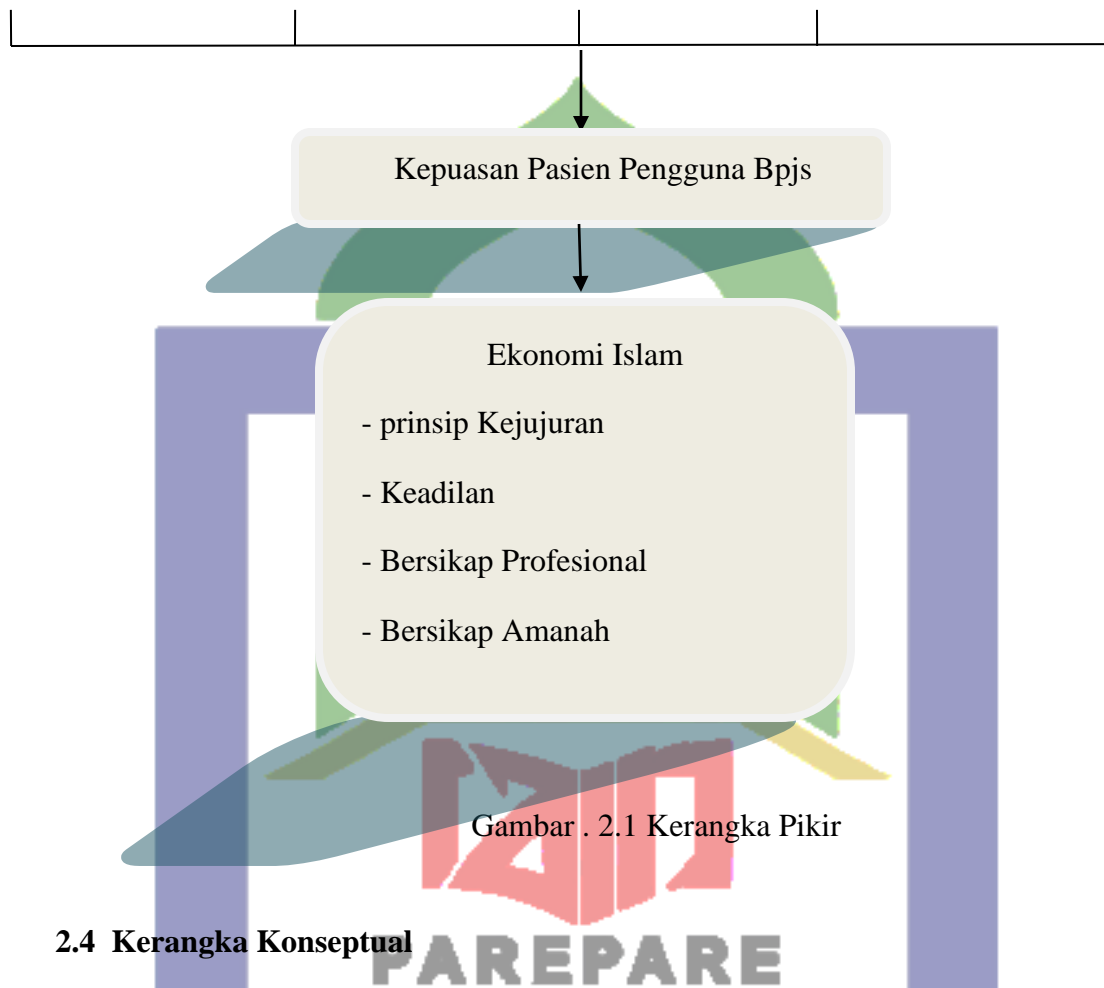 Kepuasan Pasien Pengguna Bpjs
Ekonomi Islam
- prinsip Kejujuran
- Keadilan
- Bersikap Profesional
- Bersikap Amanah
Gambar . 2.1 Kerangka Pikir
2.4 Kerangka Konseptual
PAREPARE